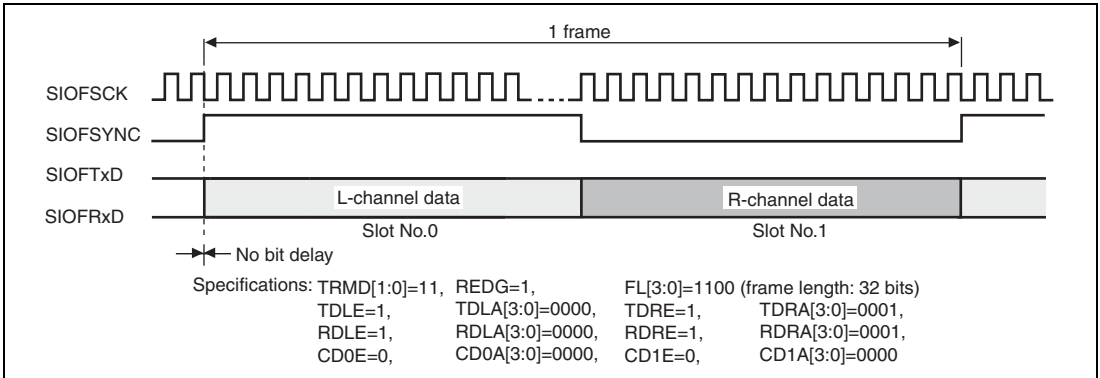 1 frame
SIOFSCK
SIOFSYNC
SIOFTxD
SIOFRxD
L-channel data
R-channel data
Slot No.0
Slot No.1
No bit delay
Specifications: TRMD[1:0]=11, REDG=1, FL[3:0]=1100 (frame length: 32 bits)
TDLE=1, TDLA[3:0]=0000, TDRE=1, TDRA[3:0]=0001,
RDLE=1, RDLA[3:0]=0000, RDRE=1, RDRA[3:0]=0001,
CD0E=0, CD0A[3:0]=0000, CD1E=0, CD1A[3:0]=0000